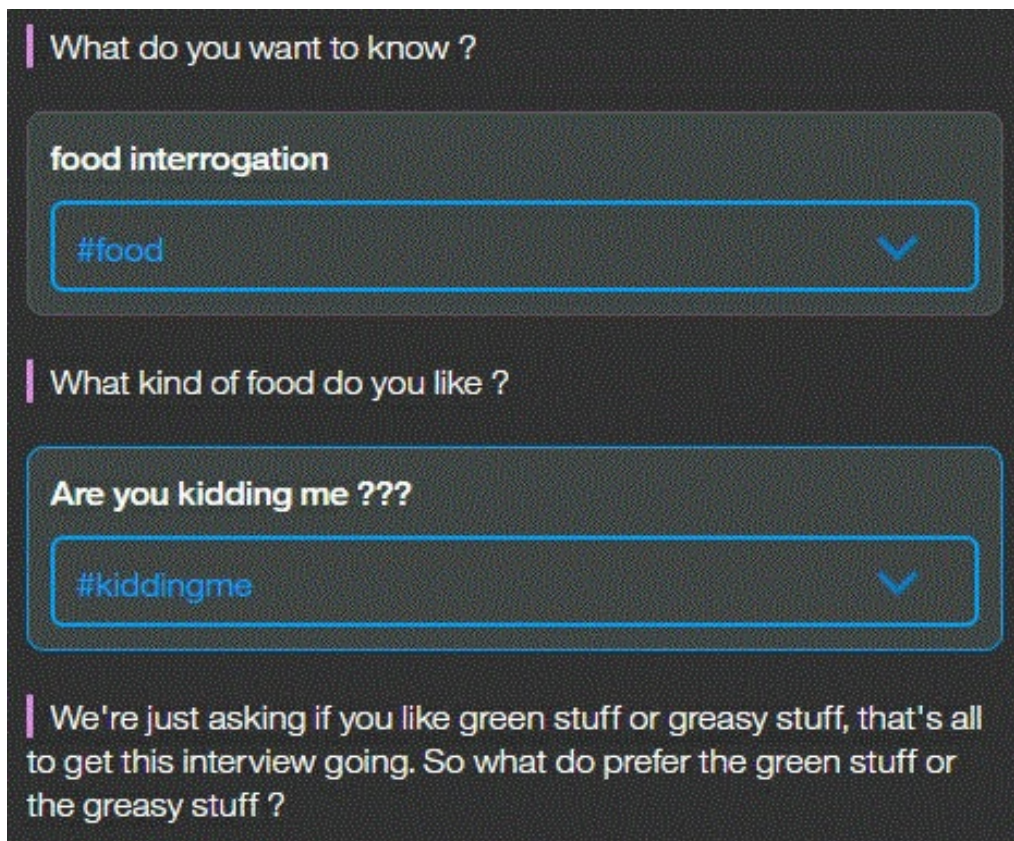 What do you want to know ?
food interrogation
#food
What kind of food do you like ?
Are you kidding me ???
#kiddingme
We're just asking if you like green stuff or greasy stuff, that's all
to get this interview going. So what do prefer the green stuff or
the greasy stuff ?